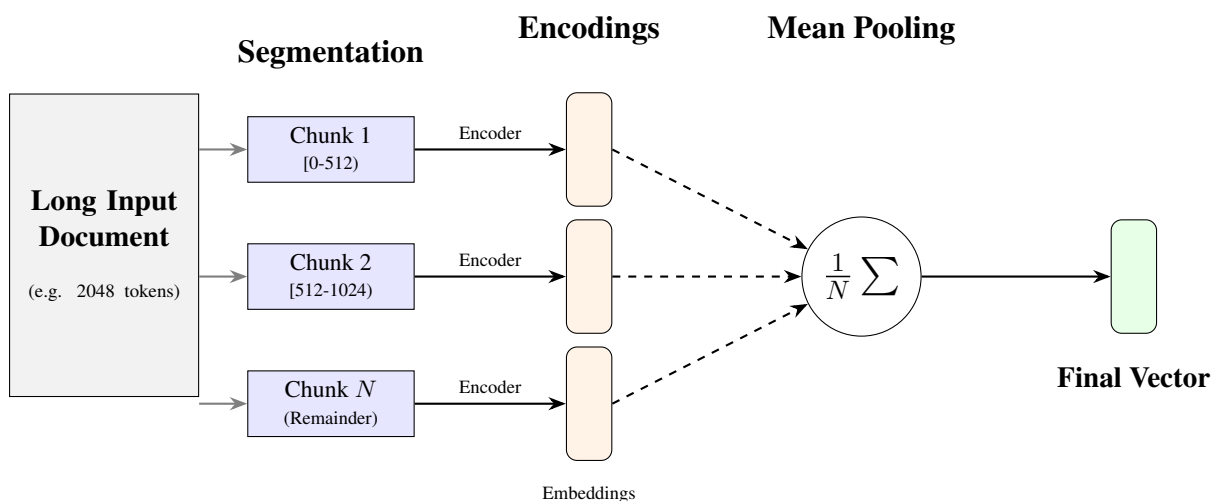 Segmentation
Encodings
Mean Pooling
Long Input
Document
(e.g. 2048 tokens)
Chunk 1
[0-512)
Encoder
Chunk 2
[512-1024)
Encoder
Chunk N
(Remainder)
Encoder
Embeddings
1/N ∑
Final Vector